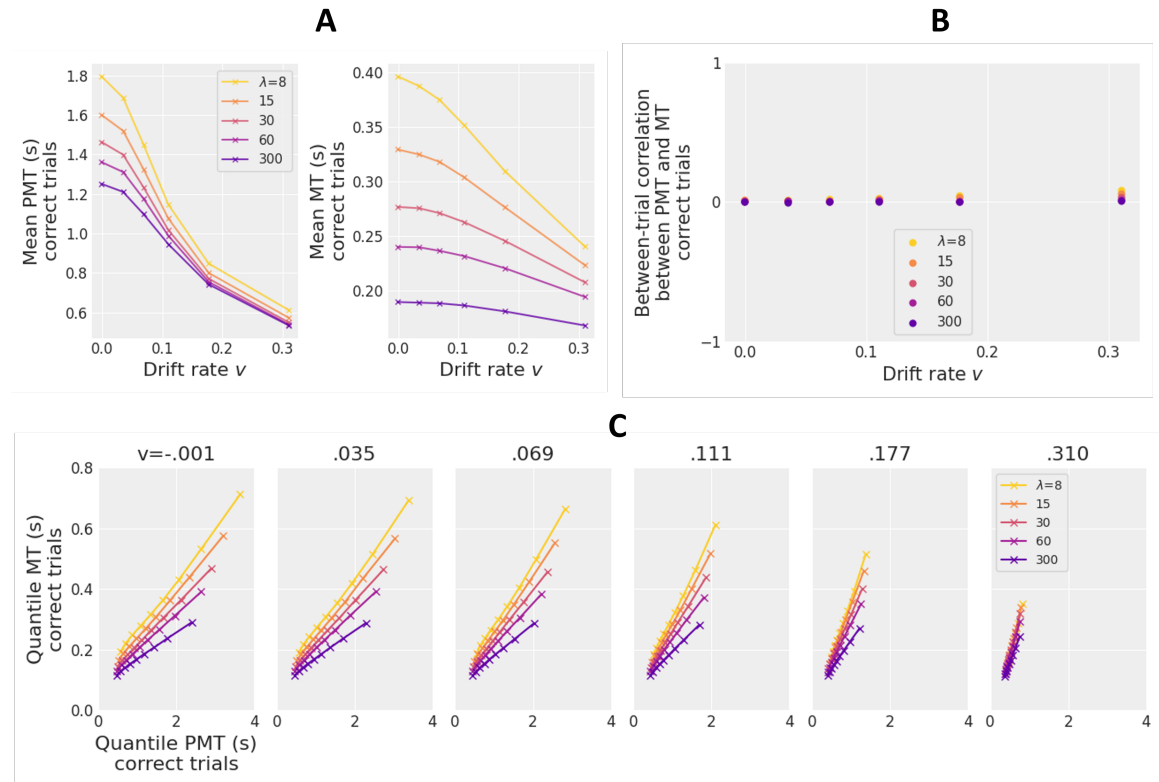 A
B
Mean PMT (s)
correct trials
1.8
1.6
1.4
1.2
1.0
0.8
0.6
0.0
0.1
0.2
0.3
Drift rate v
λ=8
15
30
60
300
Mean MT (s)
correct trials
0.40
0.35
0.30
0.25
0.20
0.0
0.1
0.2
0.3
Drift rate v
Between-trial correlation
between PMT and MT
correct trials
1
0
−1
0.0
0.1
0.2
0.3
Drift rate v
λ=8
15
30
60
300
C
v=-.001
.035
.069
.111
.177
.310
Quantile MT (s)
correct trials
0.8
0.6
0.4
0.2
0.0
0 2 4
0 2 4
0 2 4
0 2 4
0 2 4
0 2 4
λ=8
15
30
60
300
Quantile PMT (s)
correct trials